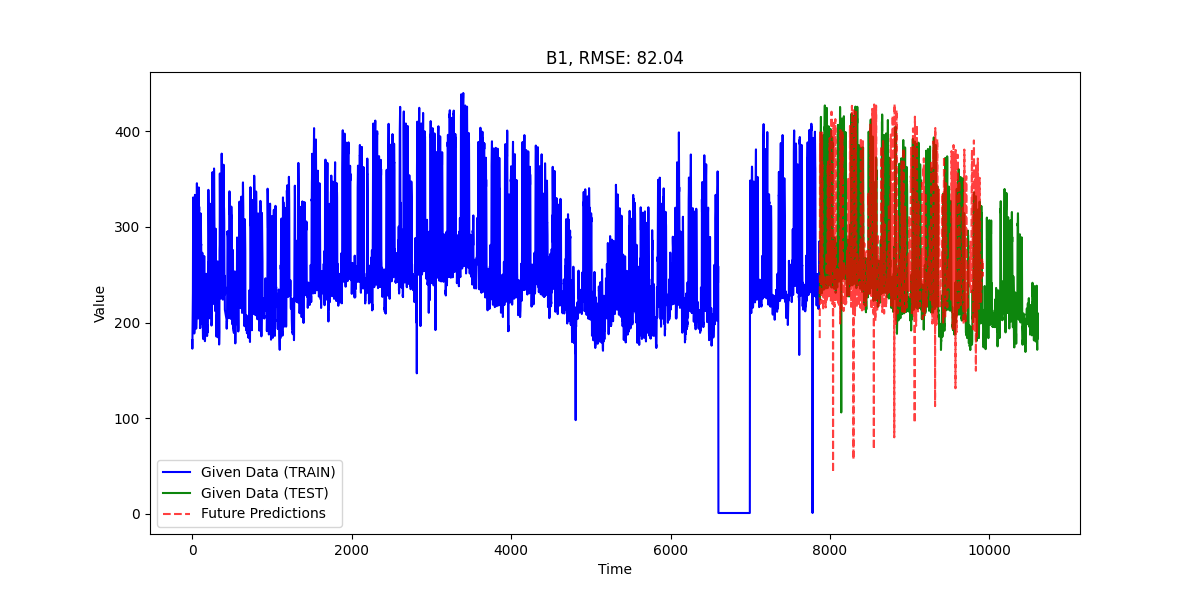 B1, RMSE: 82.04
Value
400
300
200
100
0
Given Data (TRAIN)
Given Data (TEST)
Future Predictions
0 2000 4000 6000 8000 10000
Time